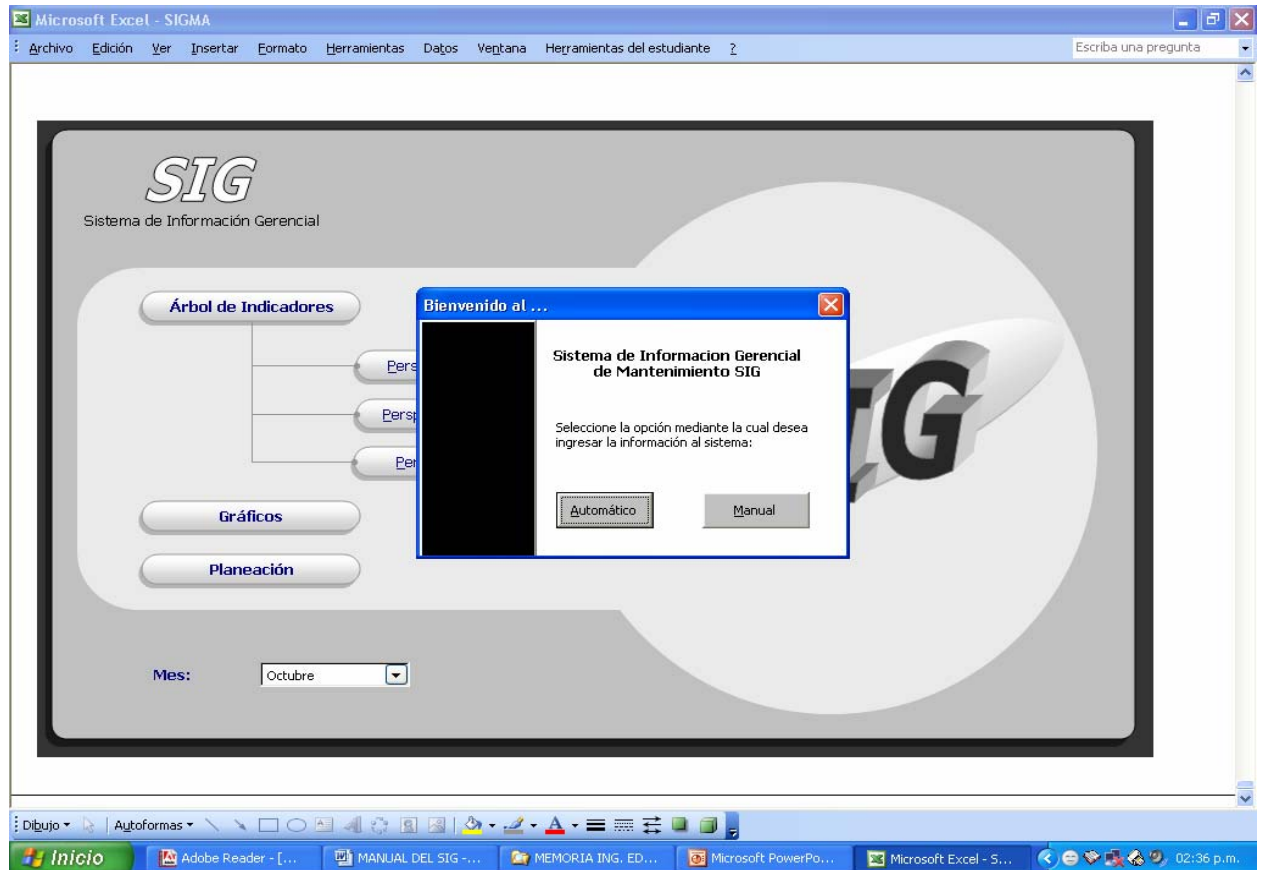 Microsoft Excel - SIGMA
Archivo Edición Ver Insertar Formato Herramientas Datos Ventana Herramientas del estudiante ? Escriba una pregunta
SIG
Sistema de Información Gerencial
Árbol de Indicadores
Gráficos
Planeación
Mes: Octubre
Bienvenido al ...
Sistema de Informacion Gerencial
de Mantenimiento SIG
Seleccione la opción mediante la cual desea
ingresar la información al sistema:
Automático Manual
IG
Dibujo Autoformas
Inicio Adobe Reader - [... MANUAL DEL SIG -... MEMORIA ING. ED... Microsoft PowerPo... Microsoft Excel - S... 02:36 p.m.